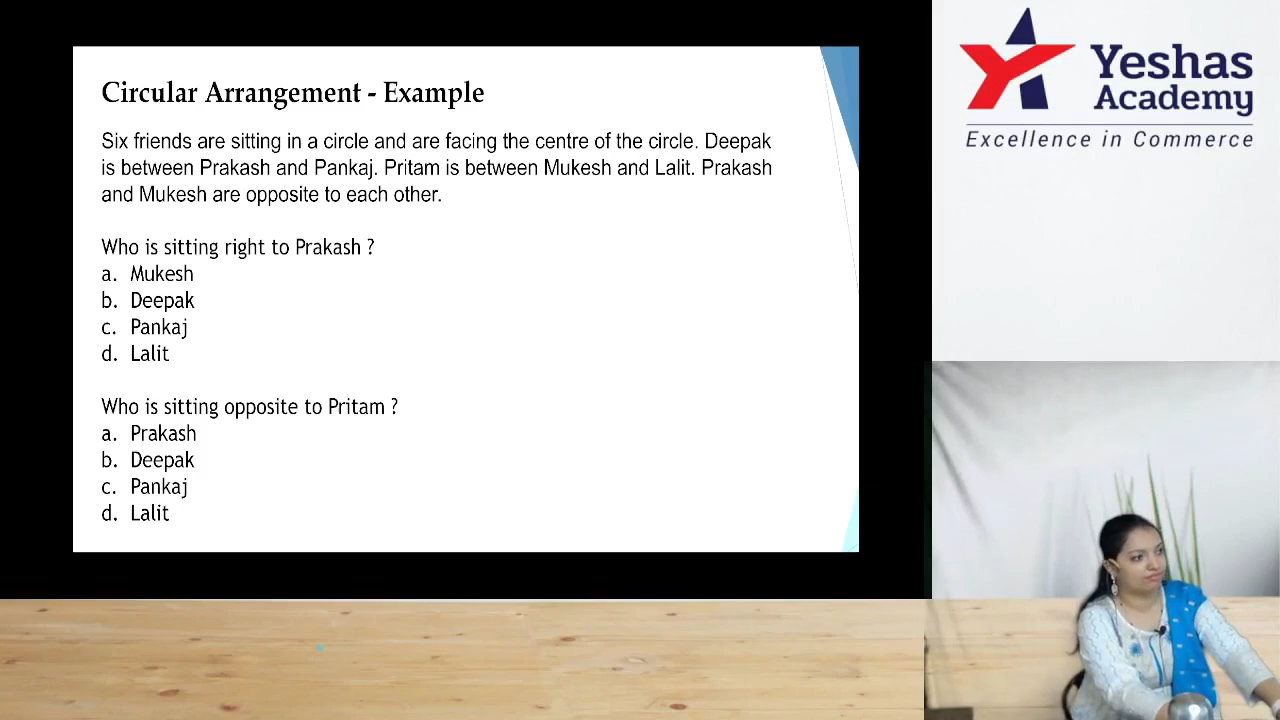 Circular Arrangement - Example
Six friends are sitting in a circle and are facing the centre of the circle. Deepak
is between Prakash and Pankaj. Pritam is between Mukesh and Lalit. Prakash
and Mukesh are opposite to each other.
Who is sitting right to Prakash ?
a. Mukesh
b. Deepak
c. Pankaj
d. Lalit
Who is sitting opposite to Pritam ?
a. Prakash
b. Deepak
c. Pankaj
d. Lalit
Yeshas
Academy
Excellence in Commerce